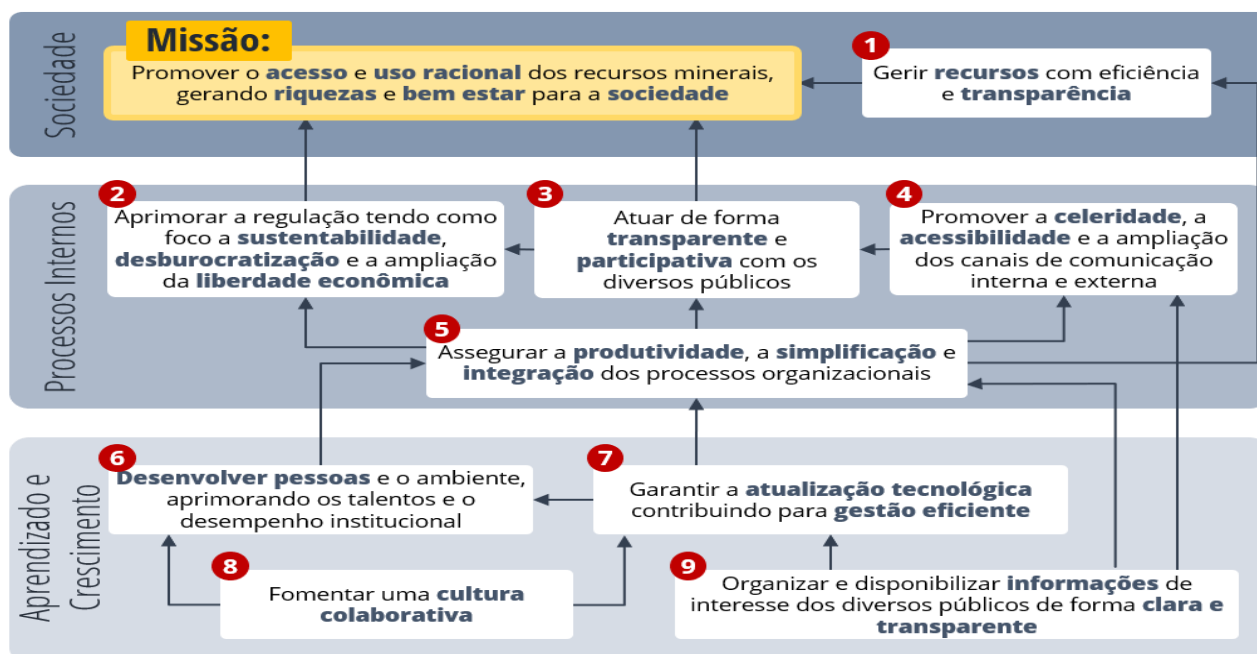 Sociedade
Missão:
Promover o acesso e uso racional dos recursos minerais,
gerando riquezas e bem estar para a sociedade
1
Gerir recursos com eficiência
e transparência
Processos Internos
2
Aprimorar a regulação tendo como
foco a sustentabilidade,
desburocratização e a ampliação
da liberdade econômica
3
Atuar de forma
transparente e
participativa com os
diversos públicos
4
Promover a celeridade, a
acessibilidade e a ampliação
dos canais de comunicação
interna e externa
5
Assegurar a produtividade, a simplificação e
integração dos processos organizacionais
Aprendizado e
Crescimento
6
Desenvolver pessoas e o ambiente,
aprimorando os talentos e o
desempenho institucional
7
Garantir a atualização tecnológica
contribuindo para gestão eficiente
8
Fomentar uma cultura
colaborativa
9
Organizar e disponibilizar informações de
interesse dos diversos públicos de forma clara e
transparente